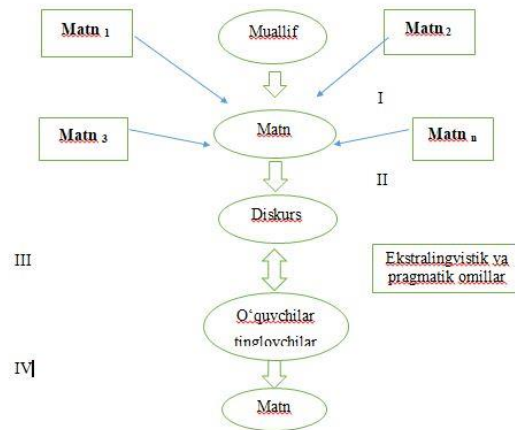 Matn 1
Muallif
Matn 2
I
Matn 3
Matn
Matn n
II
Diskurs
III
Ekstralingvistik va
pragmatik omillar
O‘quvchilar
tinglovchilar
IV
Matn